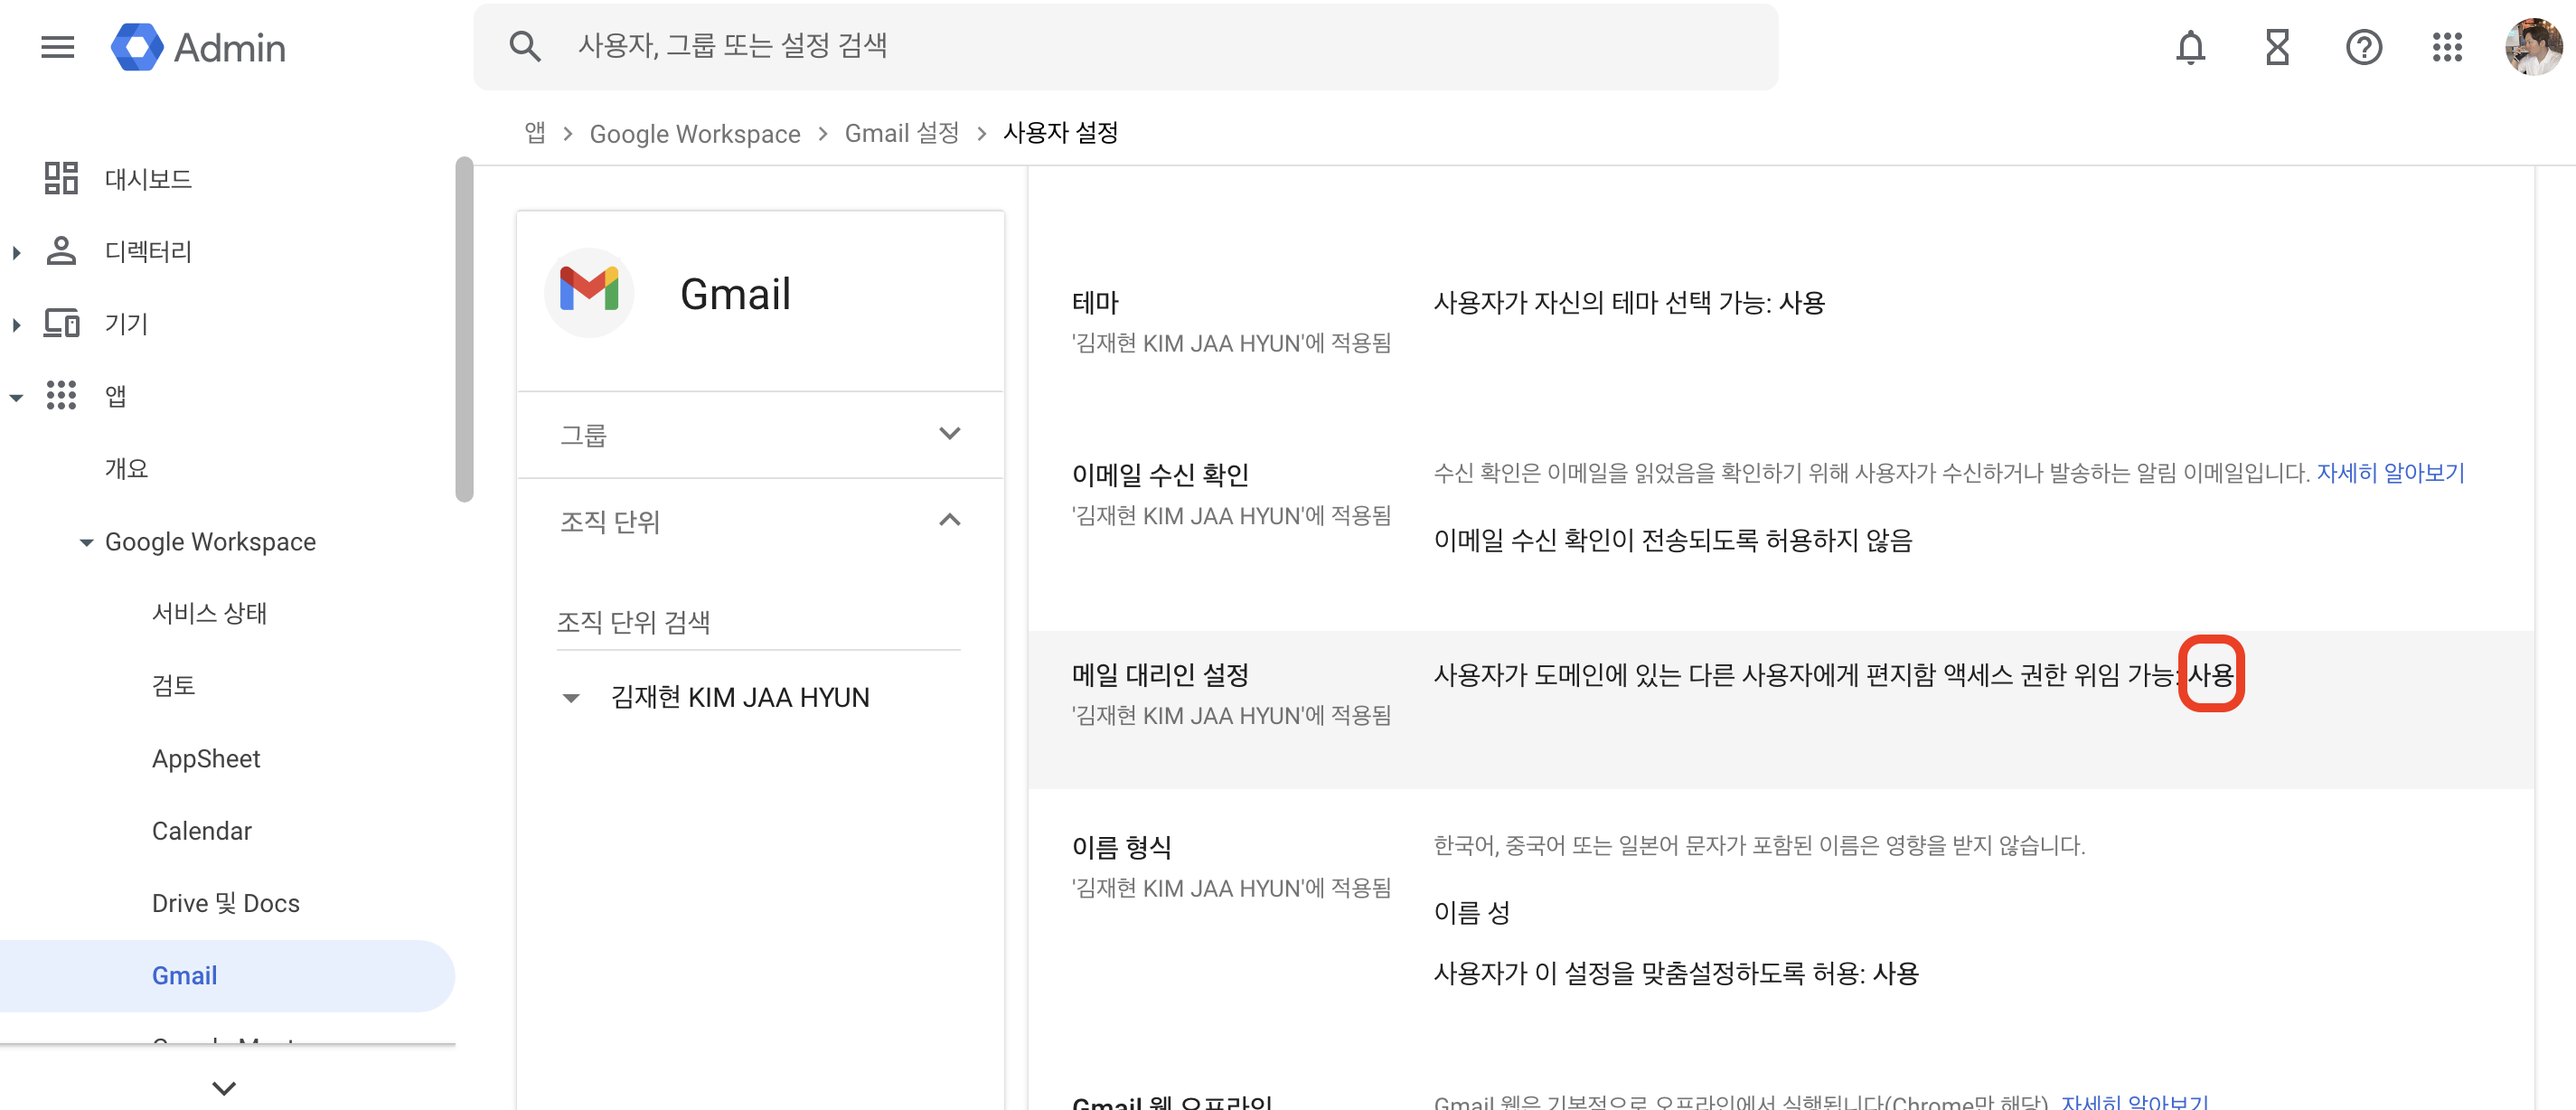 Admin
사용자, 그룹 또는 설정 검색
앱 > Google Workspace > Gmail 설정 > 사용자 설정
대시보드
디렉터리
기기
앱
개요
Google Workspace
서비스 상태
검토
AppSheet
Calendar
Drive 및 Docs
Gmail
Gmail
그룹
조직 단위
조직 단위 검색
김재현 KIM JAA HYUN
테마
'김재현 KIM JAA HYUN'에 적용됨
사용자가 자신의 테마 선택 가능: 사용
이메일 수신 확인
'김재현 KIM JAA HYUN'에 적용됨
수신 확인은 이메일을 읽었음을 확인하기 위해 사용자가 수신하거나 발송하는 알림 이메일입니다. 자세히 알아보기
이메일 수신 확인이 전송되도록 허용하지 않음
메일 대리인 설정
'김재현 KIM JAA HYUN'에 적용됨
사용자가 도메인에 있는 다른 사용자에게 편지함 액세스 권한 위임 가능: 사용
이름 형식
'김재현 KIM JAA HYUN'에 적용됨
한국어, 중국어 또는 일본어 문자가 포함된 이름은 영향을 받지 않습니다.
이름 성
사용자가 이 설정을 맞춤설정하도록 허용: 사용
Gmail 웹 오프라인
Gmail 웹은 기본적으로 오프라인에서 실행됩니다(Chrome만 해당). 자세히 알아보기